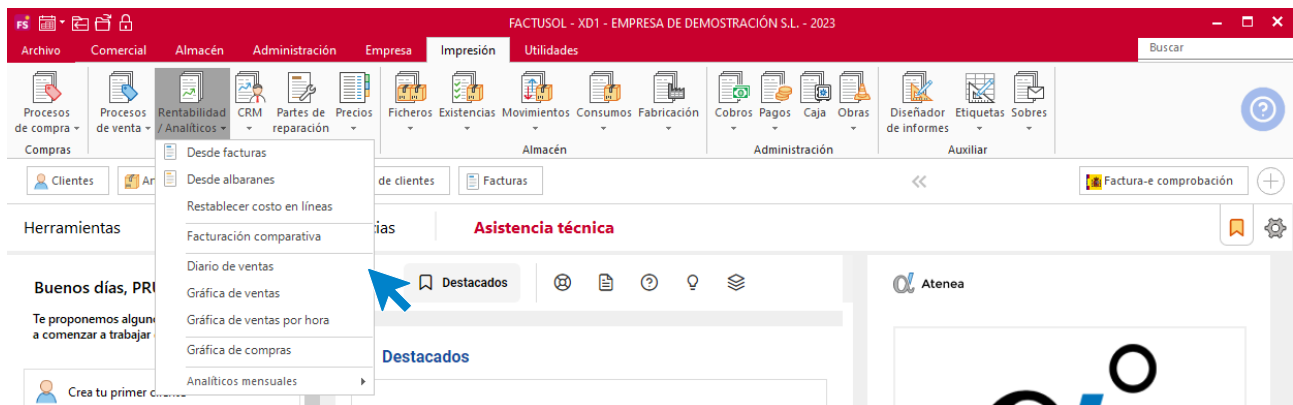 FS
FACTUSOL - XD1 - EMPRESA DE DEMOSTRACIÓN S.L. - 2023
Archivo Comercial Almacén Administración Empresa Impresión Utilidades Buscar
Procesos de compra
Procesos de venta
Rentabilidad / Analíticos
CRM
Partes de reparación
Precios
Ficheros
Existencias
Movimientos
Consumos
Fabricación
Cobros
Pagos
Caja
Obras
Diseñador de informes
Etiquetas
Sobres
Compras
Almacén
Administración
Auxiliar
Desde facturas
Desde albaranes
Restablecer costo en líneas
Facturación comparativa
Diario de ventas
Gráfica de ventas
Gráfica de ventas por hora
Gráfica de compras
Analíticos mensuales
Clientes
Ar
de clientes
Facturas
Factura-e comprobación
Herramientas
ias
Asistencia técnica
Buenos días, PR
Te proponemos algun
a comenzar a trabajar
Crea tu primer cliente
Destacados
Destacados
Atenea